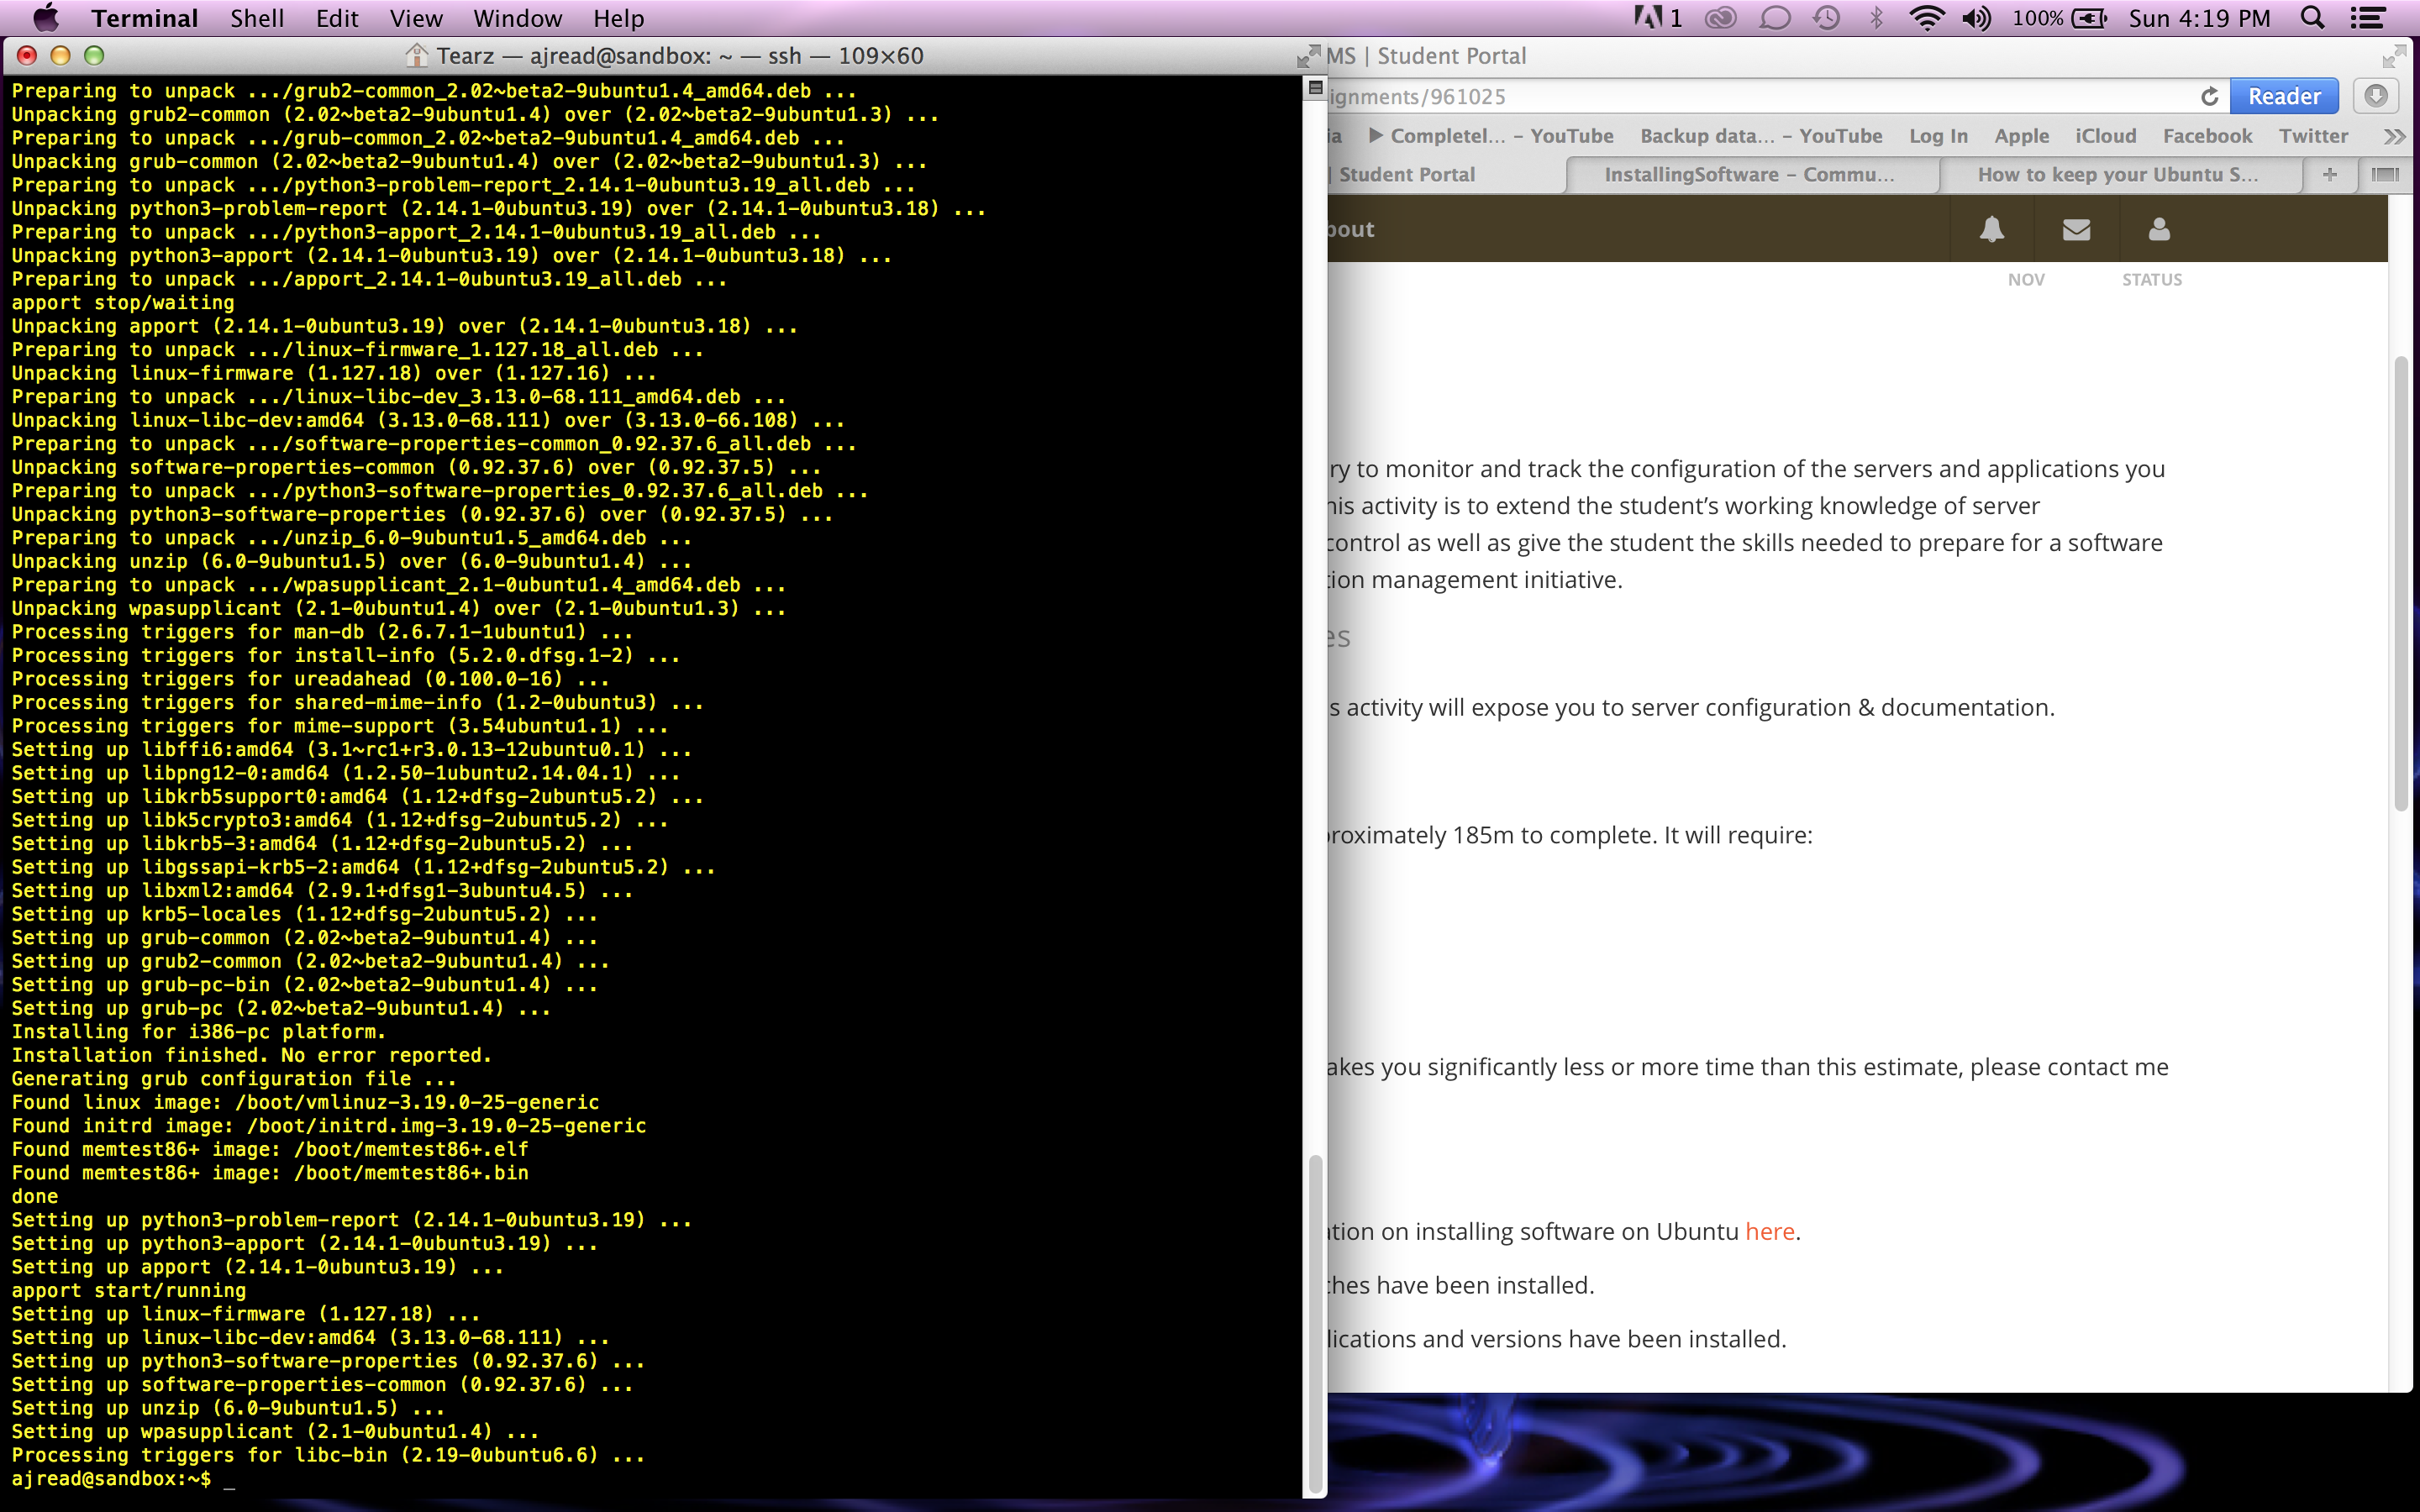 Terminal Shell Edit View Window Help 1 100% Sun 4:19 PM
Tearz — ajread@sandbox: ~ — ssh — 109×60
Preparing to unpack .../grub2-common_2.02~beta2-9ubuntu1.4_amd64.deb ...
Unpacking grub2-common (2.02~beta2-9ubuntu1.4) over (2.02~beta2-9ubuntu1.3) ...
Preparing to unpack .../grub-common_2.02~beta2-9ubuntu1.4_amd64.deb ...
Unpacking grub-common (2.02~beta2-9ubuntu1.4) over (2.02~beta2-9ubuntu1.3) ...
Preparing to unpack .../python3-problem-report_2.14.1-0ubuntu3.19_all.deb ...
Unpacking python3-problem-report (2.14.1-0ubuntu3.19) over (2.14.1-0ubuntu3.18) ...
Preparing to unpack .../python3-apport_2.14.1-0ubuntu3.19_all.deb ...
Unpacking python3-apport (2.14.1-0ubuntu3.19) over (2.14.1-0ubuntu3.18) ...
Preparing to unpack .../apport_2.14.1-0ubuntu3.19_all.deb ...
apport stop/waiting
Unpacking apport (2.14.1-0ubuntu3.19) over (2.14.1-0ubuntu3.18) ...
Preparing to unpack .../linux-firmware_1.127.18_all.deb ...
Unpacking linux-firmware (1.127.18) over (1.127.16) ...
Preparing to unpack .../linux-libc-dev_3.13.0-68.111_amd64.deb ...
Unpacking linux-libc-dev:amd64 (3.13.0-68.111) over (3.13.0-66.108) ...
Preparing to unpack .../software-properties-common_0.92.37.6_all.deb ...
Unpacking software-properties-common (0.92.37.6) over (0.92.37.5) ...
Preparing to unpack .../python3-software-properties_0.92.37.6_all.deb ...
Unpacking python3-software-properties (0.92.37.6) over (0.92.37.5) ...
Preparing to unpack .../unzip_6.0-9ubuntu1.5_amd64.deb ...
Unpacking unzip (6.0-9ubuntu1.5) over (6.0-9ubuntu1.4) ...
Preparing to unpack .../wpasupplicant_2.1-0ubuntu1.4_amd64.deb ...
Unpacking wpasupplicant (2.1-0ubuntu1.4) over (2.1-0ubuntu1.3) ...
Processing triggers for man-db (2.6.7.1-1ubuntu1) ...
Processing triggers for install-info (5.2.0.dfsg.1-2) ...
Processing triggers for ureadahead (0.100.0-16) ...
Processing triggers for shared-mime-info (1.2-0ubuntu3) ...
Processing triggers for mime-support (3.54ubuntu1.1) ...
Setting up libffi6:amd64 (3.1~rc1+r3.0.13-12ubuntu0.1) ...
Setting up libpng12-0:amd64 (1.2.50-1ubuntu2.14.04.1) ...
Setting up libkrb5support0:amd64 (1.12+dfsg-2ubuntu5.2) ...
Setting up libk5crypto3:amd64 (1.12+dfsg-2ubuntu5.2) ...
Setting up libkrb5-3:amd64 (1.12+dfsg-2ubuntu5.2) ...
Setting up libgssapi-krb5-2:amd64 (1.12+dfsg-2ubuntu5.2) ...
Setting up libxml2:amd64 (2.9.1+dfsg1-3ubuntu4.5) ...
Setting up krb5-locales (1.12+dfsg-2ubuntu5.2) ...
Setting up grub-common (2.02~beta2-9ubuntu1.4) ...
Setting up grub2-common (2.02~beta2-9ubuntu1.4) ...
Setting up grub-pc-bin (2.02~beta2-9ubuntu1.4) ...
Setting up grub-pc (2.02~beta2-9ubuntu1.4) ...
Installing for i386-pc platform.
Installation finished. No error reported.
Generating grub configuration file ...
Found linux image: /boot/vmlinuz-3.19.0-25-generic
Found initrd image: /boot/initrd.img-3.19.0-25-generic
Found memtest86+ image: /boot/memtest86+.elf
Found memtest86+ image: /boot/memtest86+.bin
done
Setting up python3-problem-report (2.14.1-0ubuntu3.19) ...
Setting up python3-apport (2.14.1-0ubuntu3.19) ...
Setting up apport (2.14.1-0ubuntu3.19) ...
apport start/running
Setting up linux-firmware (1.127.18) ...
Setting up linux-libc-dev:amd64 (3.13.0-68.111) ...
Setting up python3-software-properties (0.92.37.6) ...
Setting up software-properties-common (0.92.37.6) ...
Setting up unzip (6.0-9ubuntu1.5) ...
Setting up wpasupplicant (2.1-0ubuntu1.4) ...
Processing triggers for libc-bin (2.19-0ubuntu6.6) ...
ajread@sandbox:~$ _
MS | Student Portal
ignments/961025 Reader
ia ▶ Completel... – YouTube Backup data... – YouTube Log In Apple iCloud Facebook Twitter >>
| Student Portal InstallingSoftware – Commu... How to keep your Ubuntu S... +
bout
NOV STATUS
ry to monitor and track the configuration of the servers and applications you
his activity is to extend the student’s working knowledge of server
control as well as give the student the skills needed to prepare for a software
tion management initiative.
es
s activity will expose you to server configuration & documentation.
proximately 185m to complete. It will require:
akes you significantly less or more time than this estimate, please contact me
ation on installing software on Ubuntu here.
ches have been installed.
lications and versions have been installed.